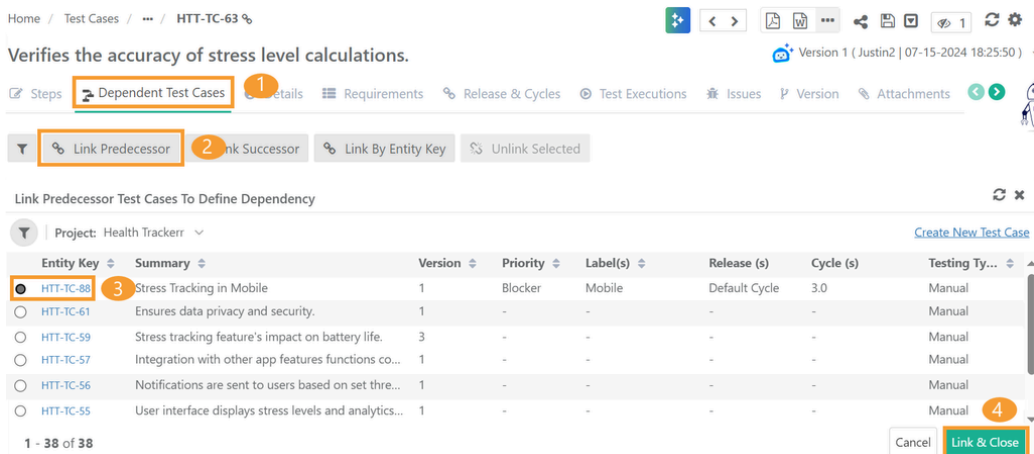 Home / Test Cases / ••• / HTT-TC-63
1
Verifies the accuracy of stress level calculations.
Version 1 ( Justin2 | 07-15-2024 18:25:50 )
Steps Dependent Test Cases 1 Requirements Release & Cycles Test Executions Issues Version Attachments
Link Predecessor 2 Successor Link By Entity Key Unlink Selected
Link Predecessor Test Cases To Define Dependency
Project: Health Trackerr Create New Test Case
Entity Key Summary Version Priority Label(s) Release (s) Cycle (s) Testing Ty...
HTT-TC-88 3 Stress Tracking in Mobile 1 Blocker Mobile Default Cycle 3.0 Manual
HTT-TC-61 Ensures data privacy and security. 1 - - - - Manual
HTT-TC-59 Stress tracking feature's impact on battery life. 3 - - - - Manual
HTT-TC-57 Integration with other app features functions co... 1 - - - - Manual
HTT-TC-56 Notifications are sent to users based on set thre... 1 - - - - Manual
HTT-TC-55 User interface displays stress levels and analytics... 1 - - - - Manual
4
1 - 38 of 38 Cancel Link & Close